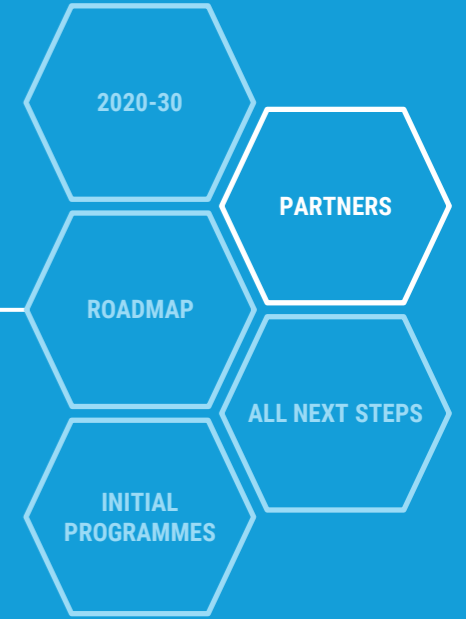 2020-30
PARTNERS
ROADMAP
ALL NEXT STEPS
INITIAL
PROGRAMMES